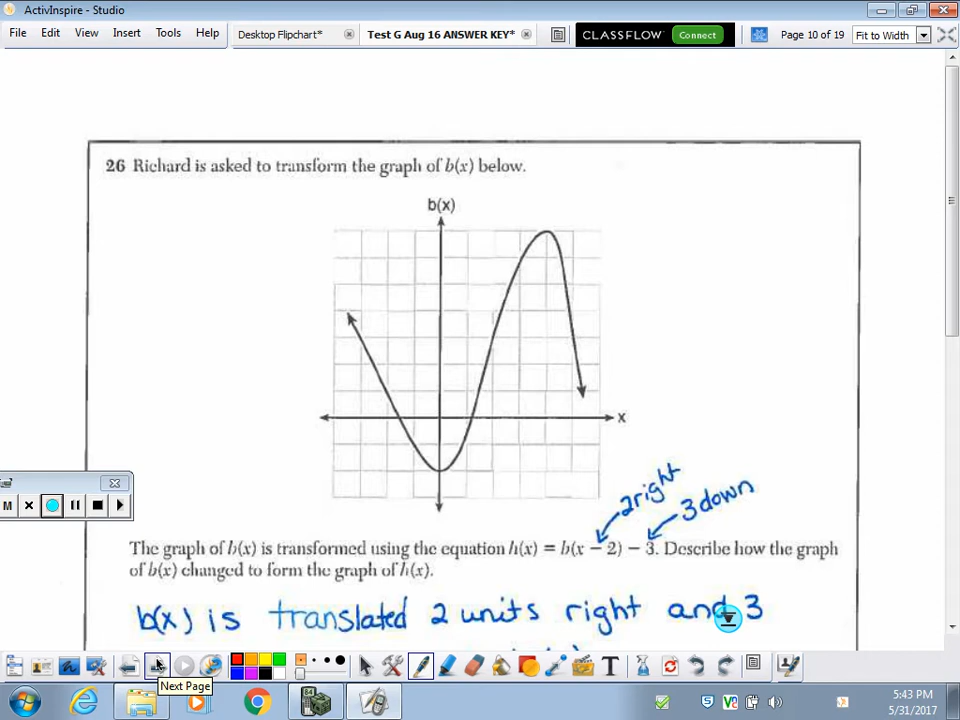 ActivInspire - Studio
File Edit View Insert Tools Help
Desktop Flipchart*
Test G Aug 16 ANSWER KEY*
CLASSFLOW Connect
Page 10 of 19
Fit to Width
26 Richard is asked to transform the graph of b(x) below.
b(x)
x
2 right
3 down
The graph of b(x) is transformed using the equation h(x) = b(x − 2) − 3. Describe how the graph
of b(x) changed to form the graph of h(x).
b(x) is translated 2 units right and 3
M
T
Next Page
5:43 PM
5/31/2017